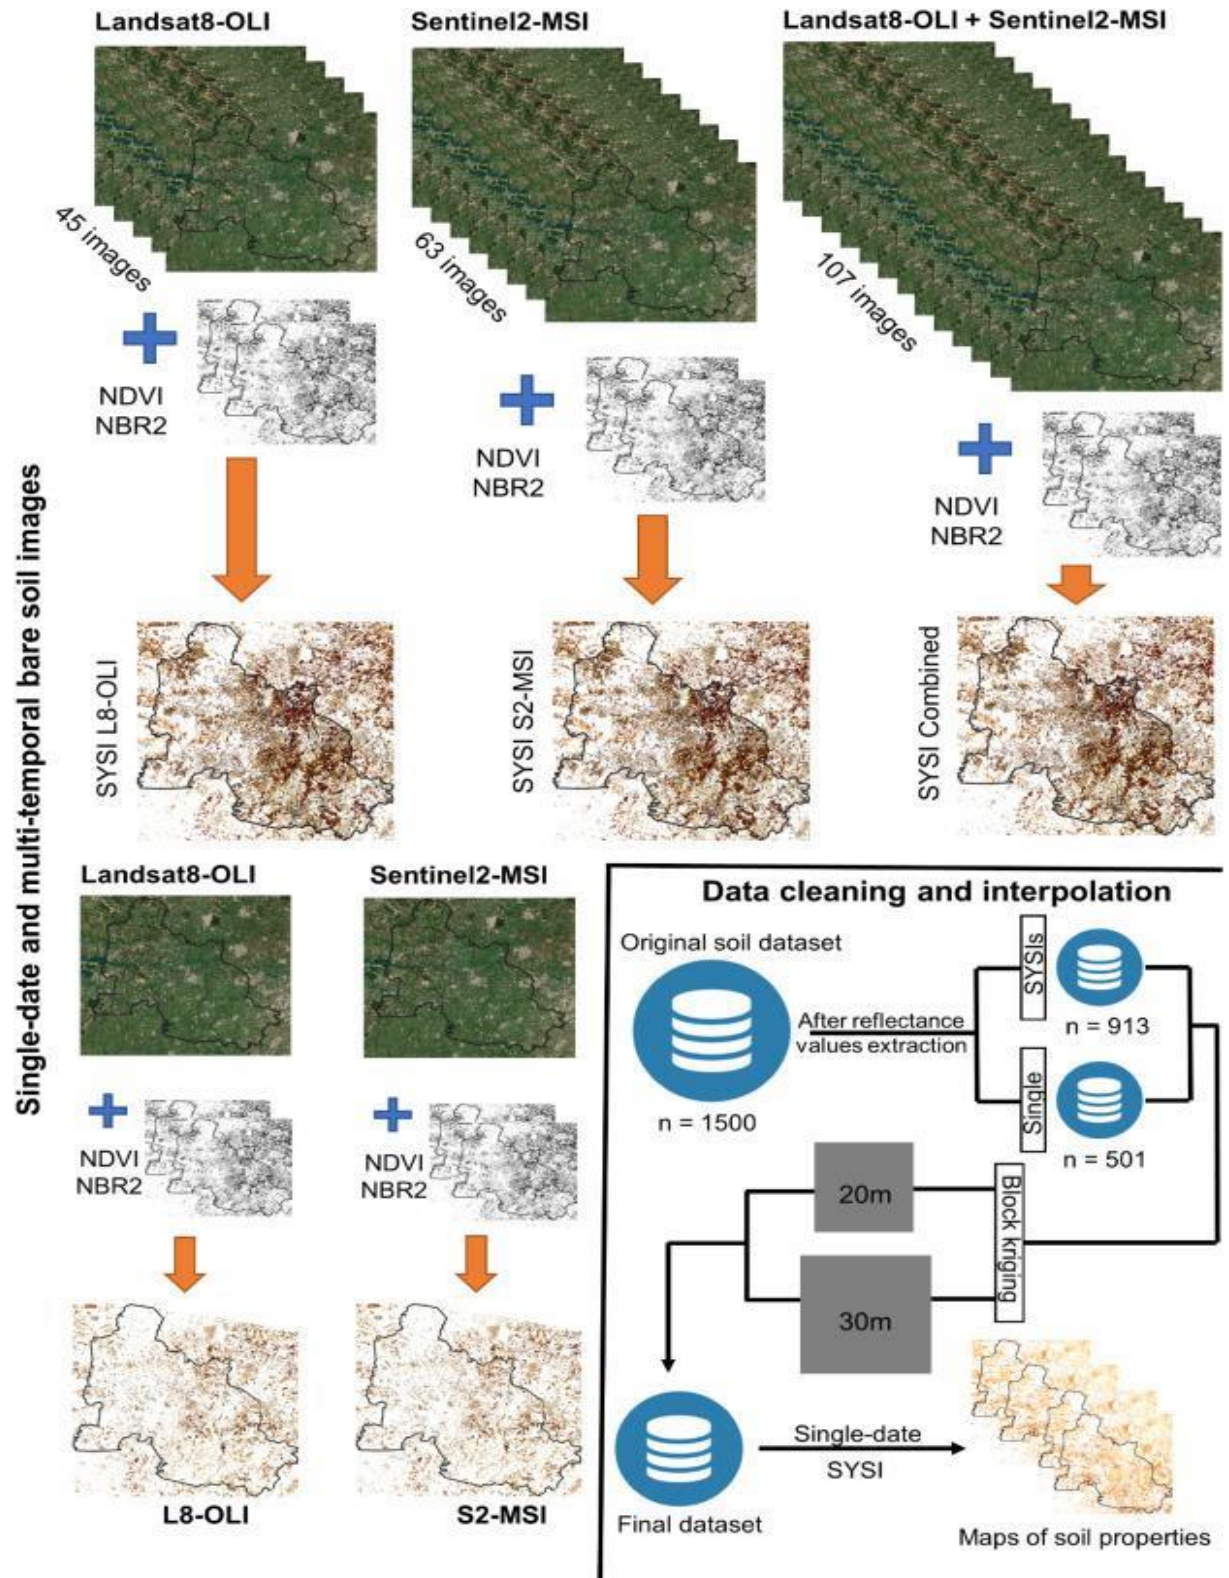 Landsat8-OLI
Sentinel2-MSI
Landsat8-OLI + Sentinel2-MSI
45 images
63 images
107 images
NDVI
NBR2
NDVI
NBR2
NDVI
NBR2
Single-date and multi-temporal bare soil images
SYSI L8-OLI
SYSI S2-MSI
SYSI Combined
Landsat8-OLI
Sentinel2-MSI
NDVI
NBR2
NDVI
NBR2
L8-OLI
S2-MSI
Data cleaning and interpolation
Original soil dataset
n = 1500
After reflectance
values extraction
SYSIs
n = 913
Single
n = 501
Block kriging
20m
30m
Final dataset
Single-date
SYSI
Maps of soil properties